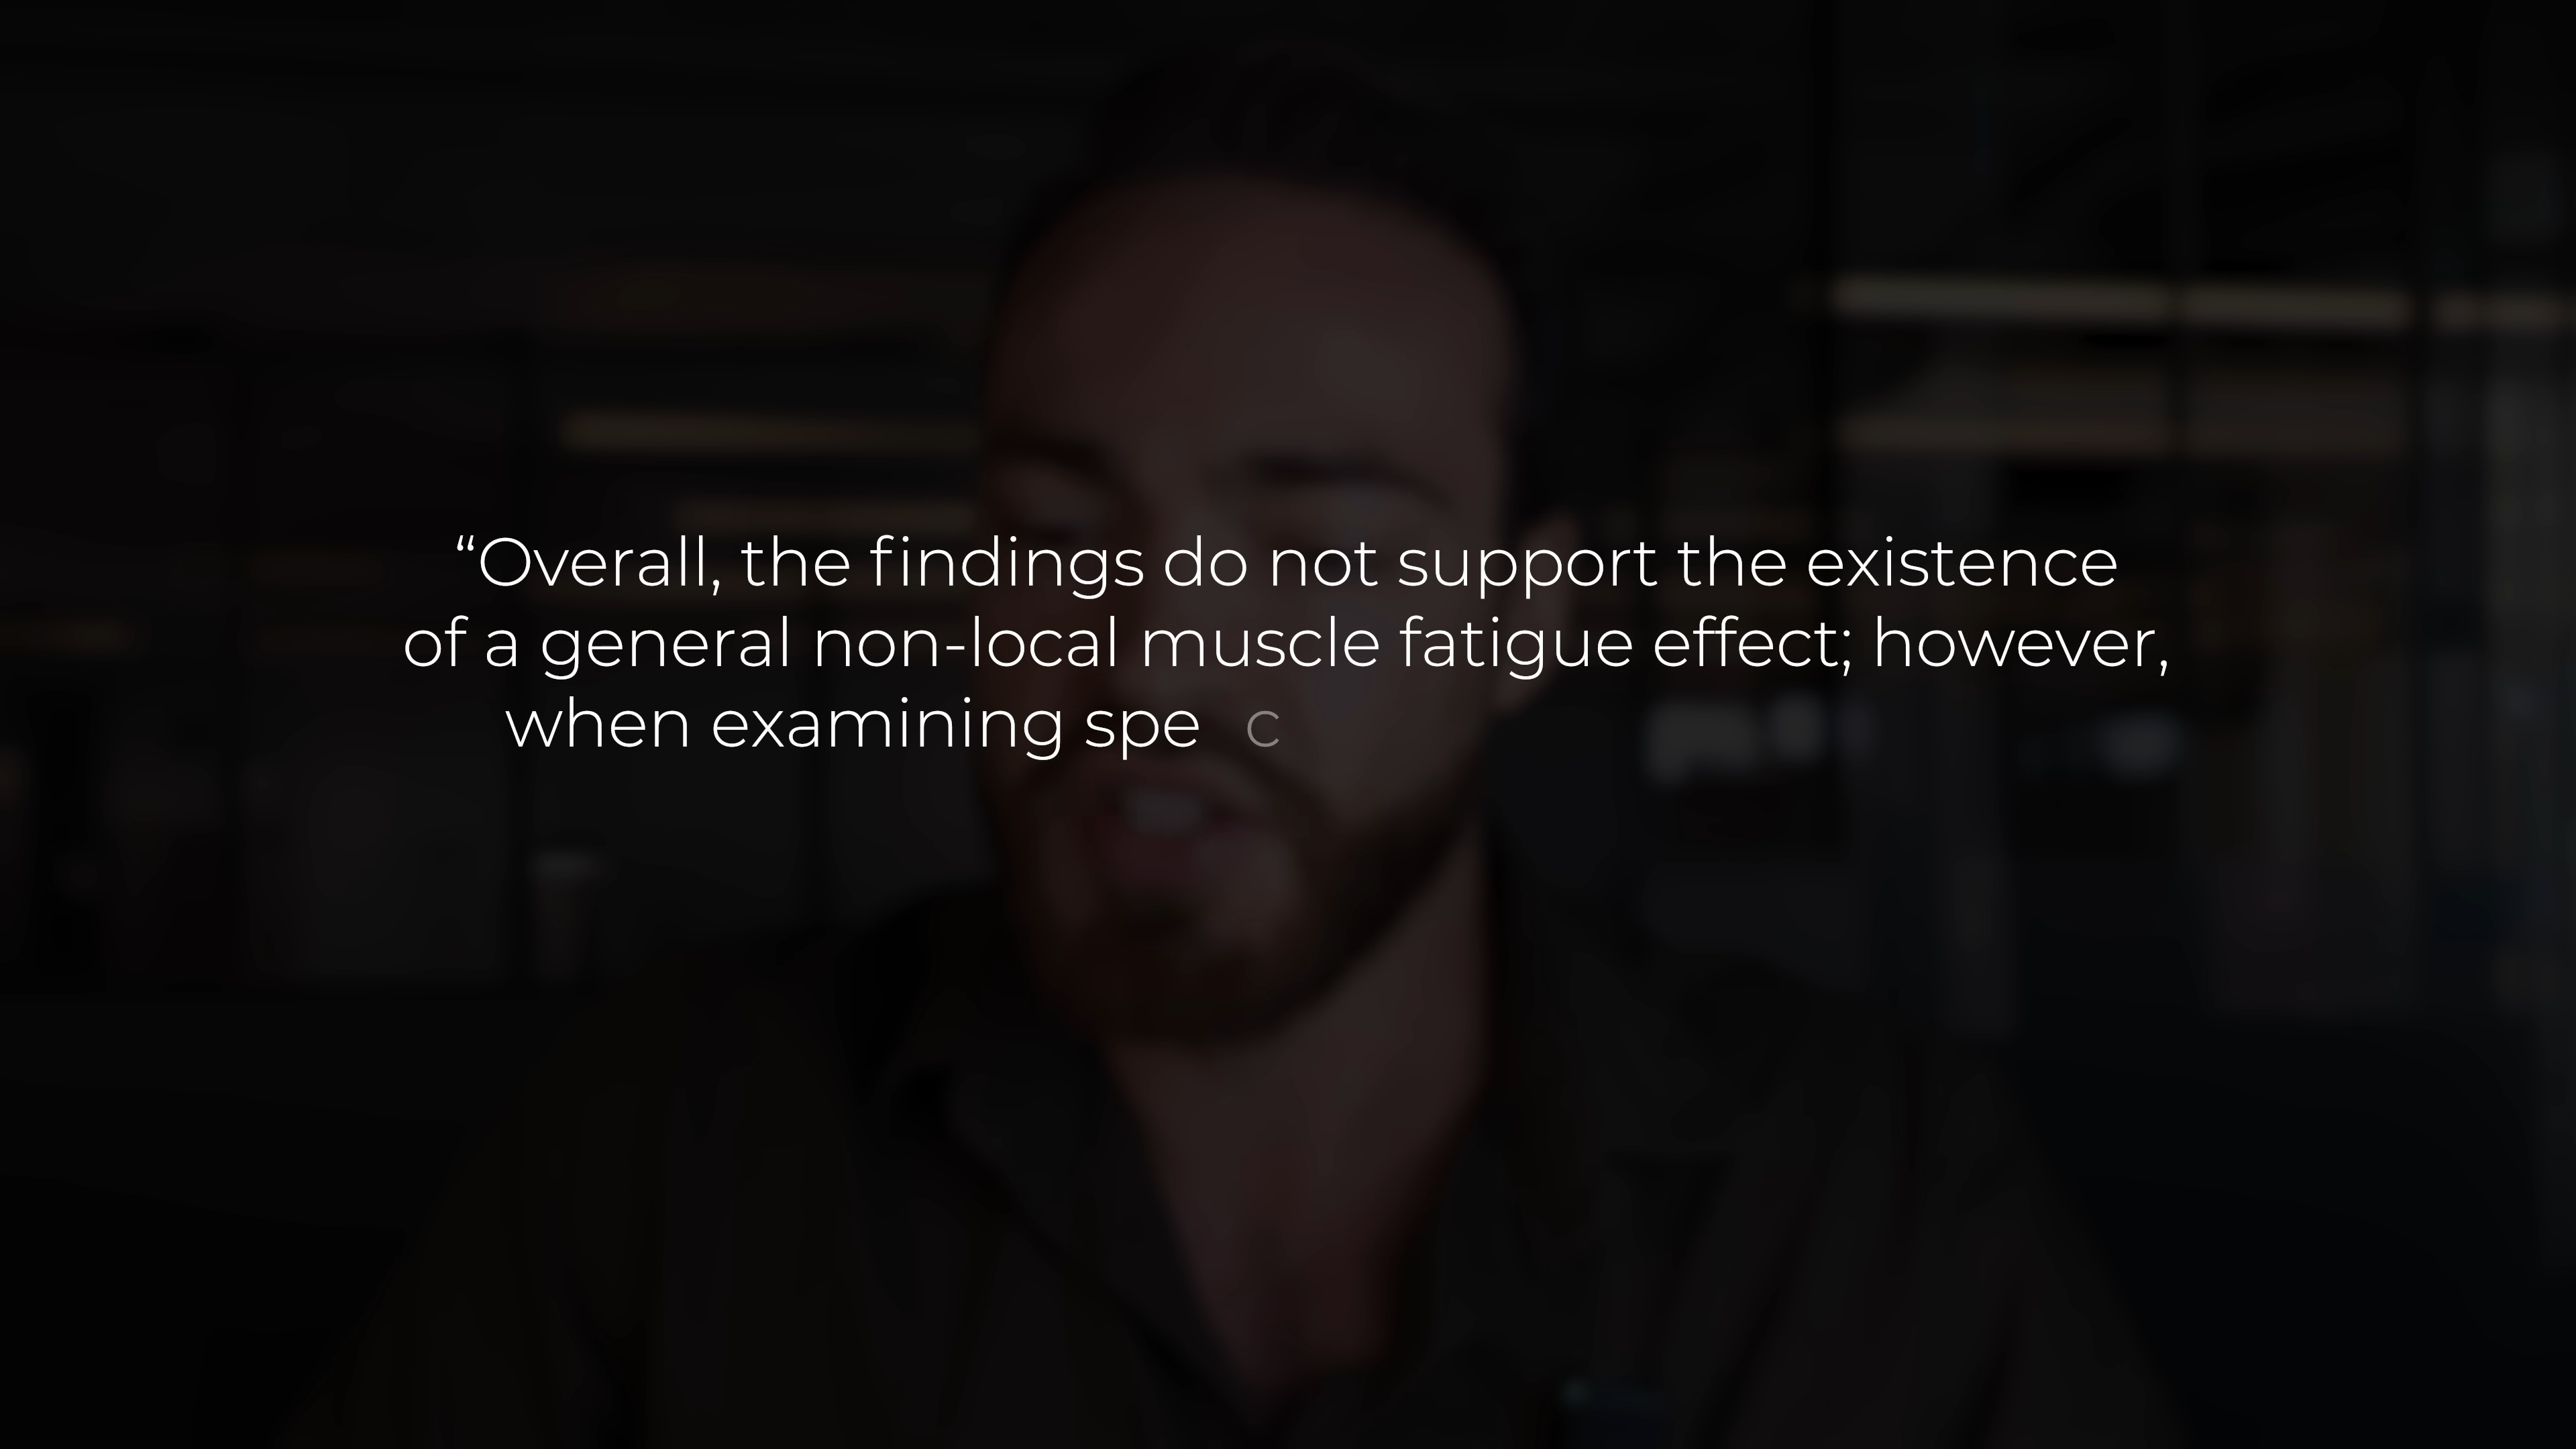 “Overall, the findings do not support the existence
of a general non-local muscle fatigue effect; however,
when examining spe c